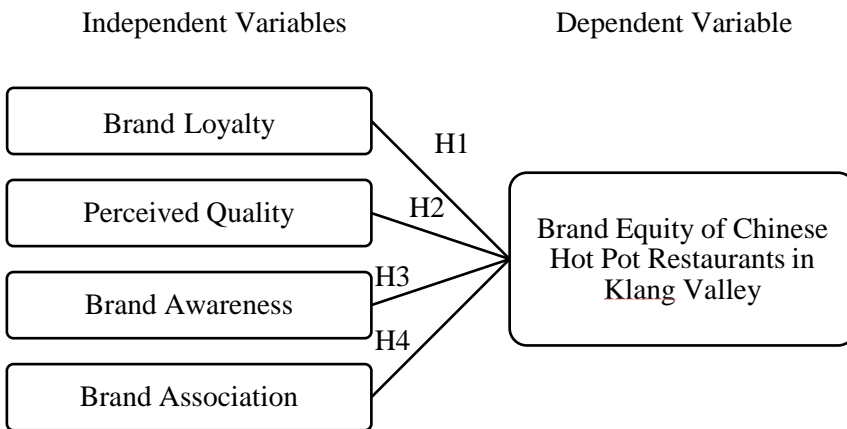 Independent Variables
Dependent Variable
Brand Loyalty
H1
Perceived Quality
H2
Brand Equity of Chinese
Hot Pot Restaurants in
Klang Valley
Brand Awareness
H3
H4
Brand Association